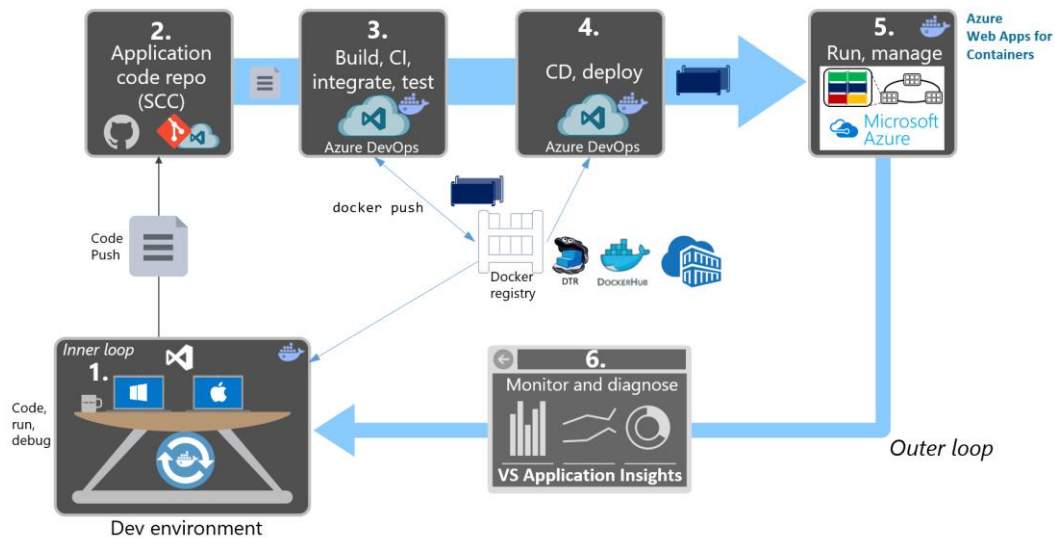 2.
Application
code repo
(SCC)
3.
Build, CI,
integrate, test
Azure DevOps
4.
CD, deploy
Azure DevOps
5.
Run, manage
Microsoft
Azure
Azure
Web Apps for
Containers
docker push
Code
Push
Docker
registry
DTR
DOCKERHUB
Inner loop
1.
Code,
run,
debug
Dev environment
6.
Monitor and diagnose
VS Application Insights
Outer loop